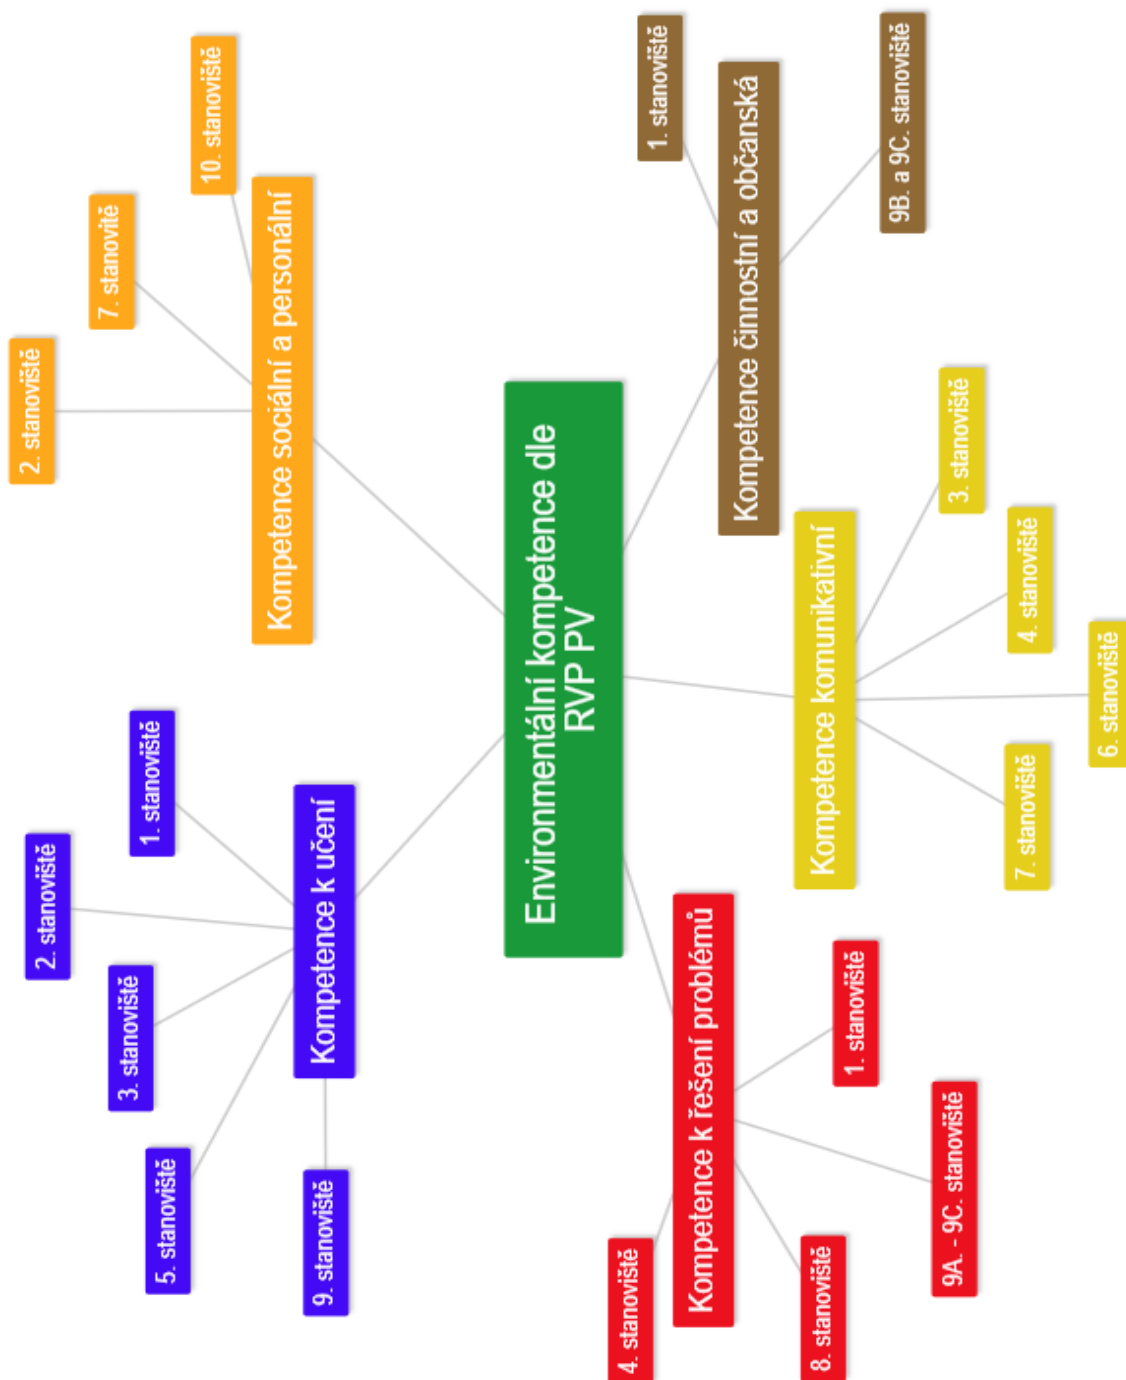 2. stanoviště
7. stanovitě
10. stanoviště
Kompetence sociální a personální
2. stanoviště
1. stanoviště
3. stanoviště
5. stanoviště
9. stanoviště
Kompetence k učení
Environmentální kompetence dle
RVP PV
4. stanoviště
Kompetence k řešení problémů
8. stanoviště
1. stanoviště
9A. - 9C. stanoviště
Kompetence komunikativní
7. stanoviště
6. stanoviště
4. stanoviště
3. stanoviště
1. stanoviště
Kompetence činnostní a občanská
9B. a 9C. stanoviště